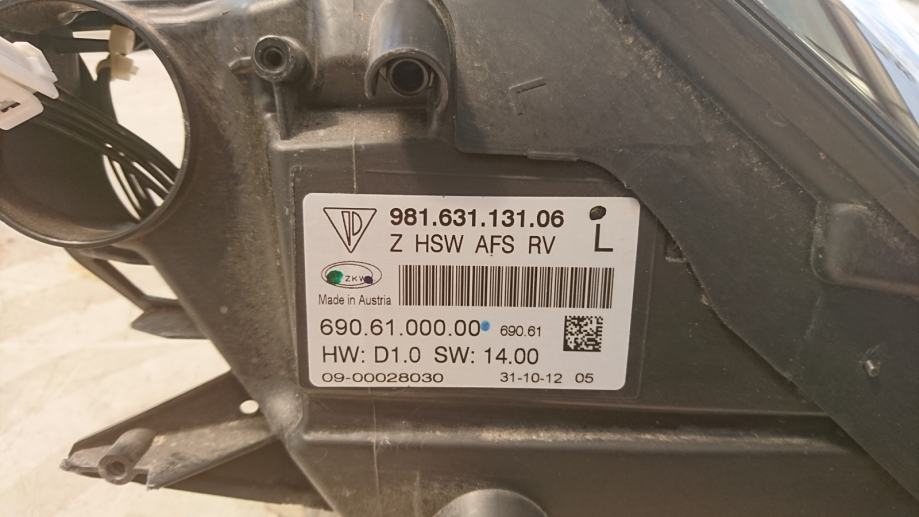 981.631.131.06
Z HSW AFS RV L
ZKW
Made in Austria
690.61.000.00 690.61
HW: D1.0 SW: 14.00
09-00028030 31-10-12 05